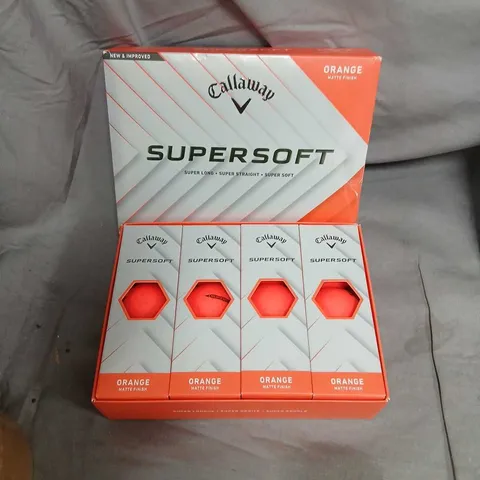 NEW & IMPROVED
ORANGE
MATTE FINISH
Callaway
SUPERSOFT
SUPER LONG • SUPER STRAIGHT • SUPER SOFT
Callaway
SUPERSOFT
ORANGE
MATTE FINISH
Callaway
SUPERSOFT
ORANGE
MATTE FINISH
Callaway
SUPERSOFT
ORANGE
MATTE FINISH
Callaway
SUPERSOFT
ORANGE
MATTE FINISH